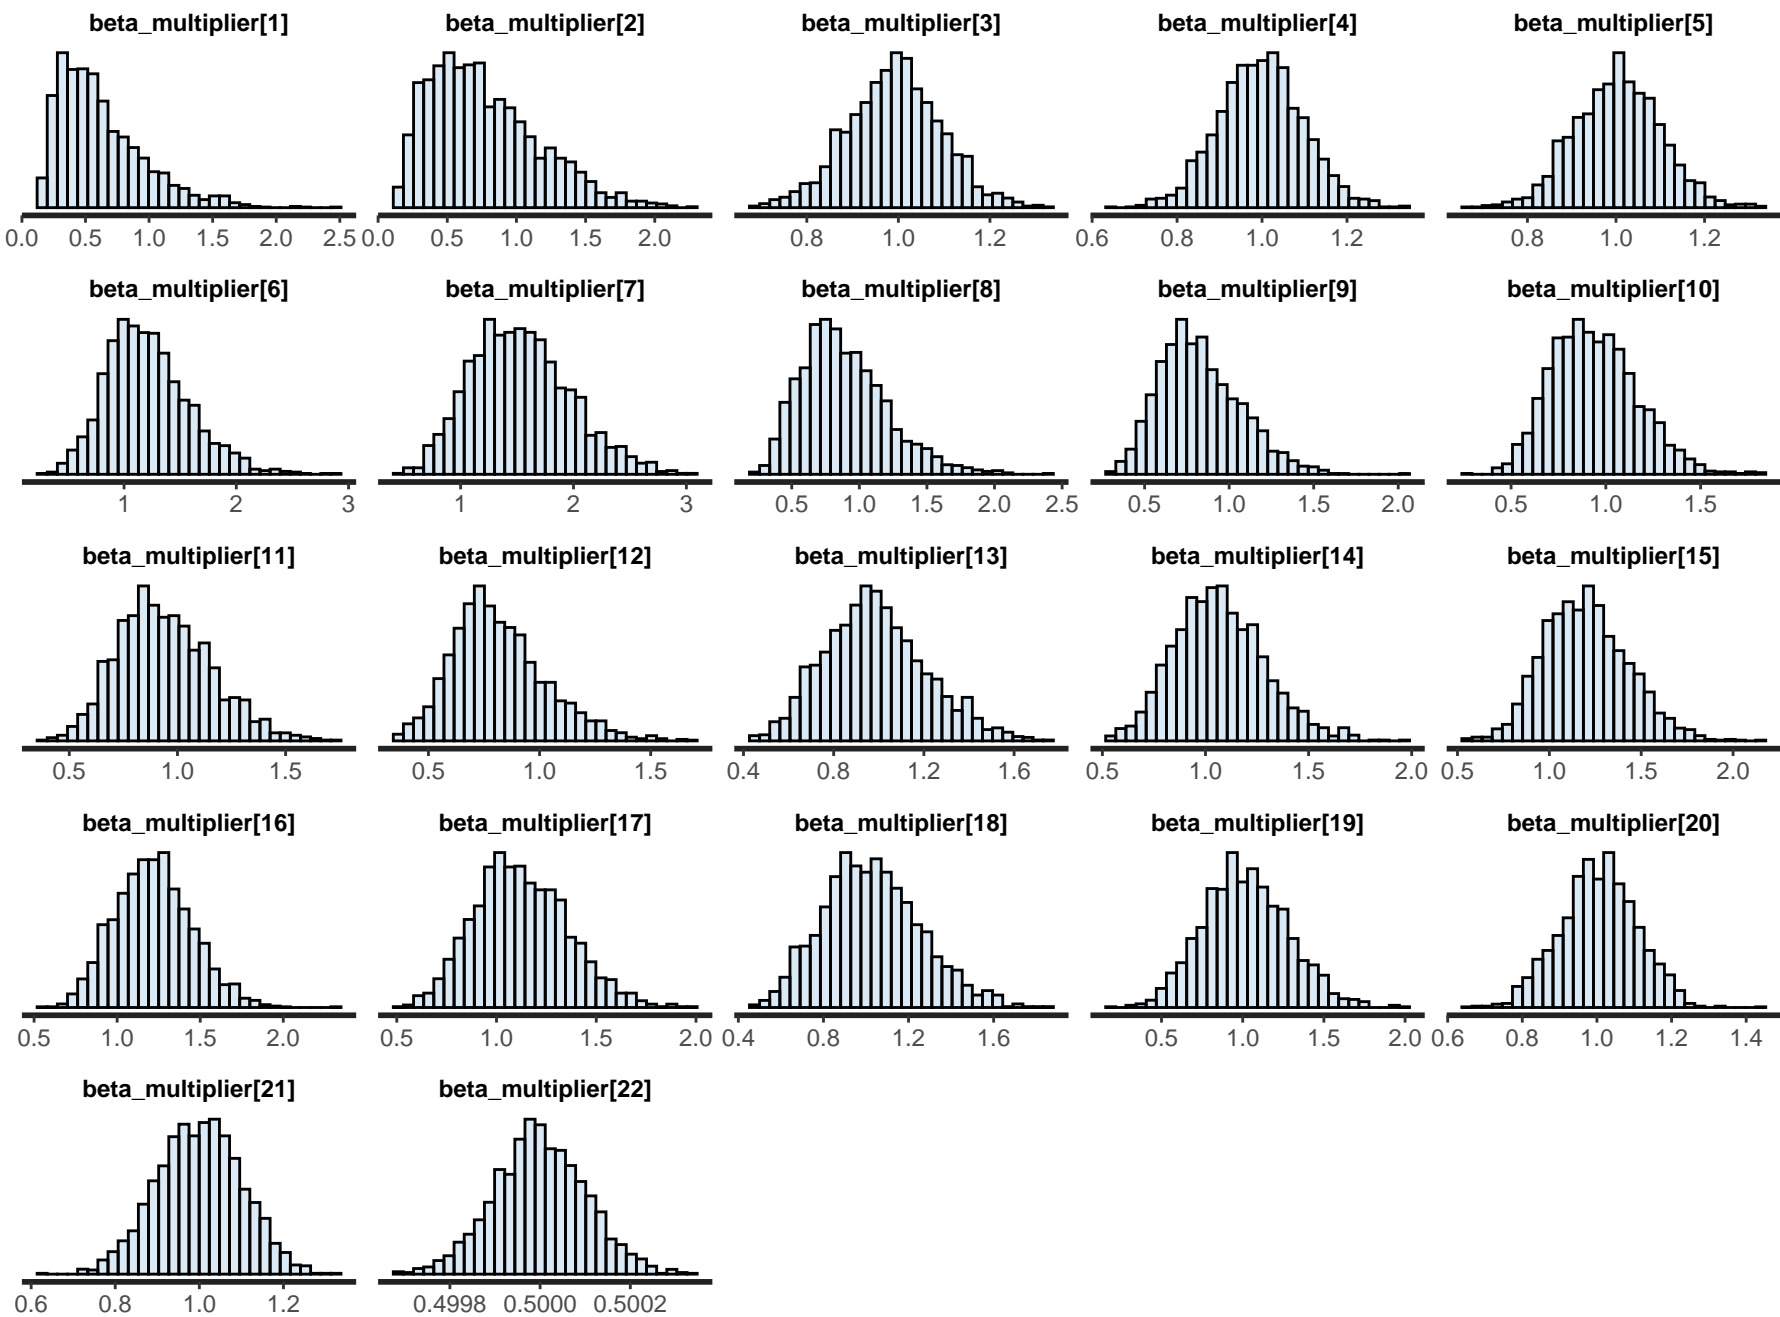 beta_multiplier[1] beta_multiplier[2] beta_multiplier[3] beta_multiplier[4] beta_multiplier[5]
0.0 0.5 1.0 1.5 2.0 2.5 0.0 0.5 1.0 1.5 2.0 0.8 1.0 1.2 0.6 0.8 1.0 1.2 0.8 1.0 1.2
beta_multiplier[6] beta_multiplier[7] beta_multiplier[8] beta_multiplier[9] beta_multiplier[10]
1 2 3 1 2 3 0.5 1.0 1.5 2.0 2.5 0.5 1.0 1.5 2.0 0.5 1.0 1.5
beta_multiplier[11] beta_multiplier[12] beta_multiplier[13] beta_multiplier[14] beta_multiplier[15]
0.5 1.0 1.5 0.5 1.0 1.5 0.4 0.8 1.2 1.6 0.5 1.0 1.5 2.0 0.5 1.0 1.5 2.0
beta_multiplier[16] beta_multiplier[17] beta_multiplier[18] beta_multiplier[19] beta_multiplier[20]
0.5 1.0 1.5 2.0 0.5 1.0 1.5 2.0 0.4 0.8 1.2 1.6 0.5 1.0 1.5 2.0 0.6 0.8 1.0 1.2 1.4
beta_multiplier[21] beta_multiplier[22]
0.6 0.8 1.0 1.2 0.4998 0.5000 0.5002